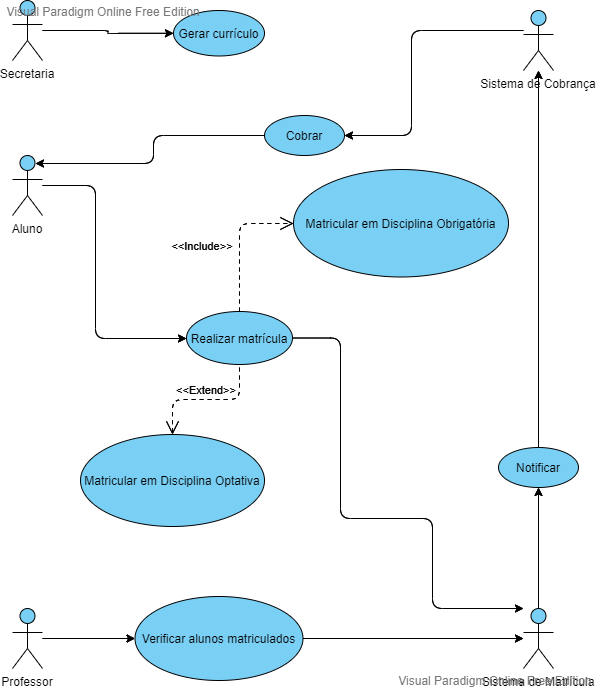 Visual Paradigm Online Free Edition
Gerar currículo
Secretaria
Sistema de Cobrança
Cobrar
Aluno
Matricular em Disciplina Obrigatória
<<Include>>
Realizar matrícula
<<Extend>>
Matricular em Disciplina Optativa
Notificar
Verificar alunos matriculados
Professor
Sistema de Matrícula
Visual Paradigm Online Free Edition